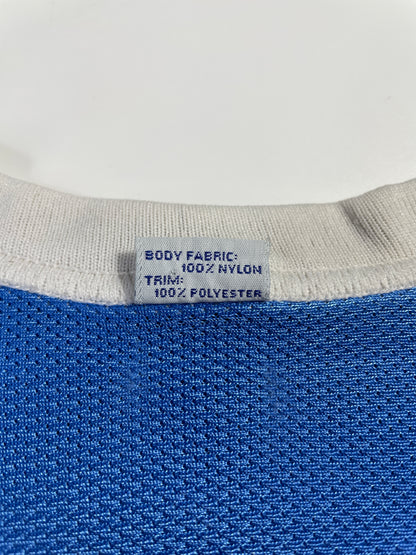 BODY FABRIC:
100% NYLON
TRIM:
100% POLYESTER